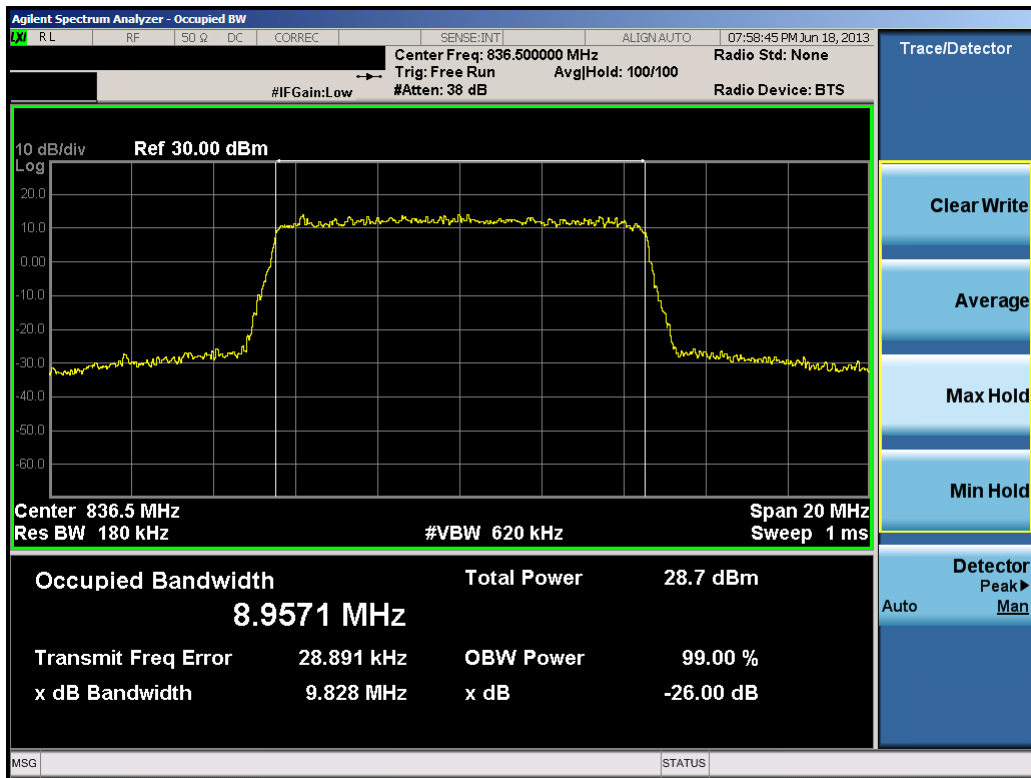 Agilent Spectrum Analyzer - Occupied BW
LXI RL RF 50 Ω DC CORREC SENSE:INT ALIGN AUTO 07:58:45 PM Jun 18, 2013
Center Freq: 836.500000 MHz Radio Std: None
Trig: Free Run Avg|Hold: 100/100
#IFGain:Low #Atten: 38 dB Radio Device: BTS
10 dB/div Ref 30.00 dBm
Log
20.0
10.0
0.00
-10.0
-20.0
-30.0
-40.0
-50.0
-60.0
Center 836.5 MHz Span 20 MHz
Res BW 180 kHz #VBW 620 kHz Sweep 1 ms
Occupied Bandwidth Total Power 28.7 dBm
8.9571 MHz
Transmit Freq Error 28.891 kHz OBW Power 99.00 %
x dB Bandwidth 9.828 MHz x dB -26.00 dB
MSG STATUS
Trace/Detector
Clear Write
Average
Max Hold
Min Hold
Detector
Peak▶
Auto Man